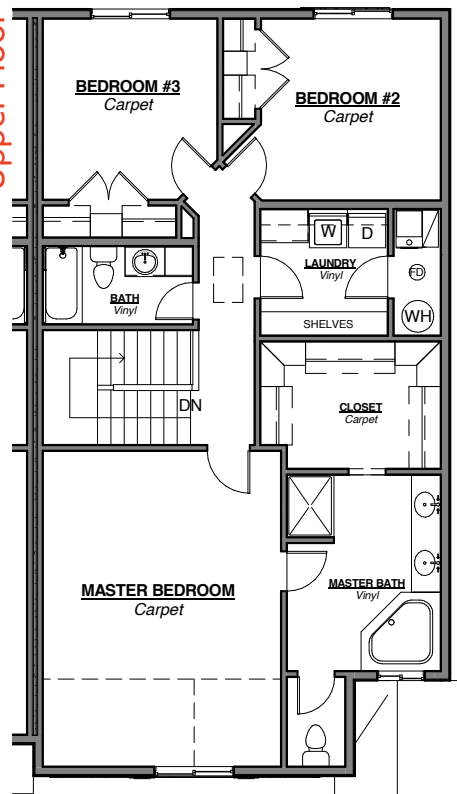 Upper Floor
BEDROOM #3
Carpet
BEDROOM #2
Carpet
W
D
LAUNDRY
Vinyl
FD
WH
SHELVES
BATH
Vinyl
DN
CLOSET
Carpet
MASTER BEDROOM
Carpet
MASTER BATH
Vinyl